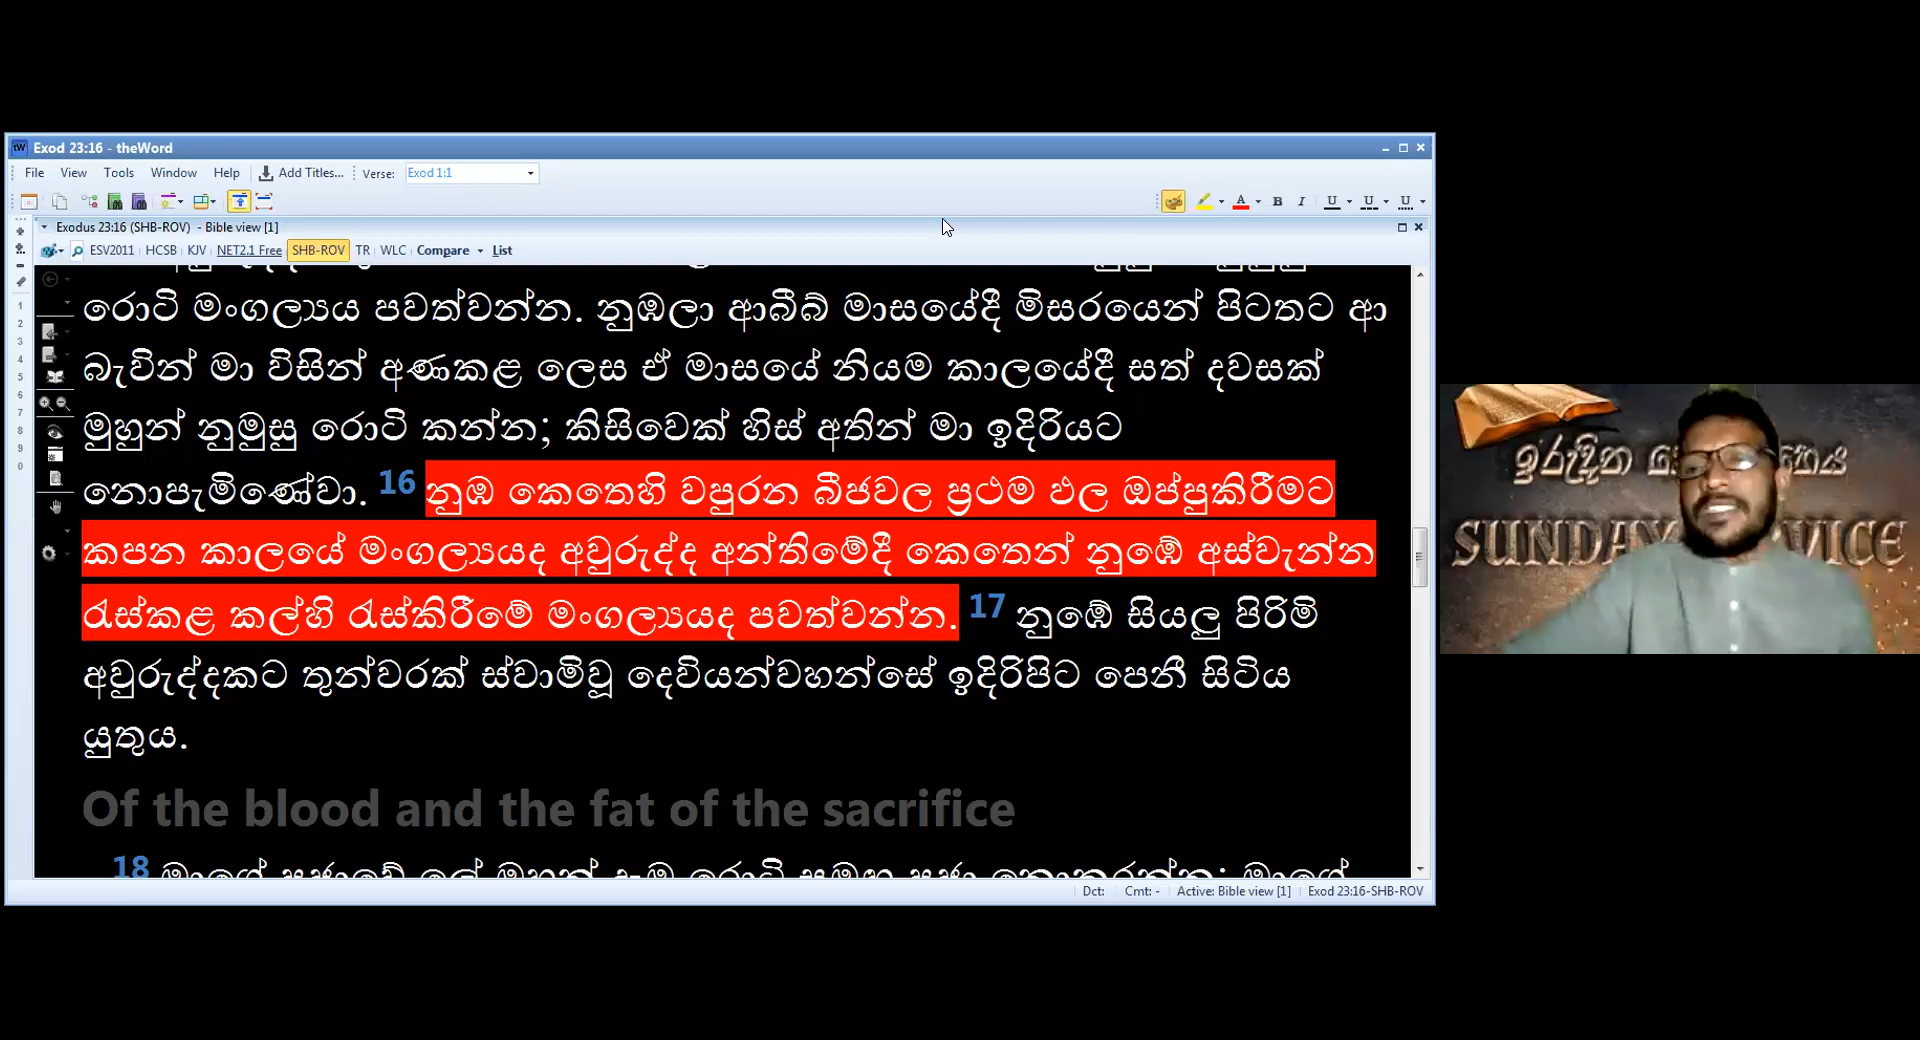 Exod 23:16 - theWord
File View Tools Window Help Add Titles... Verse: Exod 1:1
Exodus 23:16 (SHB-ROV) - Bible view [1]
ESV2011 HCSB KJV NET2.1 Free SHB-ROV TR WLC Compare List
රොටි මංගල්‍යය පවත්වන්න. නුඹලා ආබීබ් මාසයේදී මිසරයෙන් පිටතට ආ
බැවින් මා විසින් අණකළ ලෙස ඒ මාසයේ නියම කාලයේදී සත් දවසක්
මුහුන් නුමුසු රොටි කන්න; කිසිවෙක් හිස් අතින් මා ඉදිරියට
නොපැමිණේවා. 16 නුඹ කෙතෙහි වපුරන බීජවල ප්‍රථම ඵල ඔප්පුකිරීමට
කපන කාලයේ මංගල්‍යයද අවුරුද්ද අන්තිමේදී කෙතෙන් නුඹේ අස්වැන්න
රැස්කළ කල්හි රැස්කිරීමේ මංගල්‍යයද පවත්වන්න. 17 නුඹේ සියලු පිරිමි
අවුරුද්දකට තුන්වරක් ස්වාමිවූ දෙවියන්වහන්සේ ඉදිරිපිට පෙනී සිටිය
යුතුය.
Of the blood and the fat of the sacrifice
18
Dct: Cmt: - Active: Bible view [1] Exod 23:16-SHB-ROV
ඉරුදින
SUNDAY